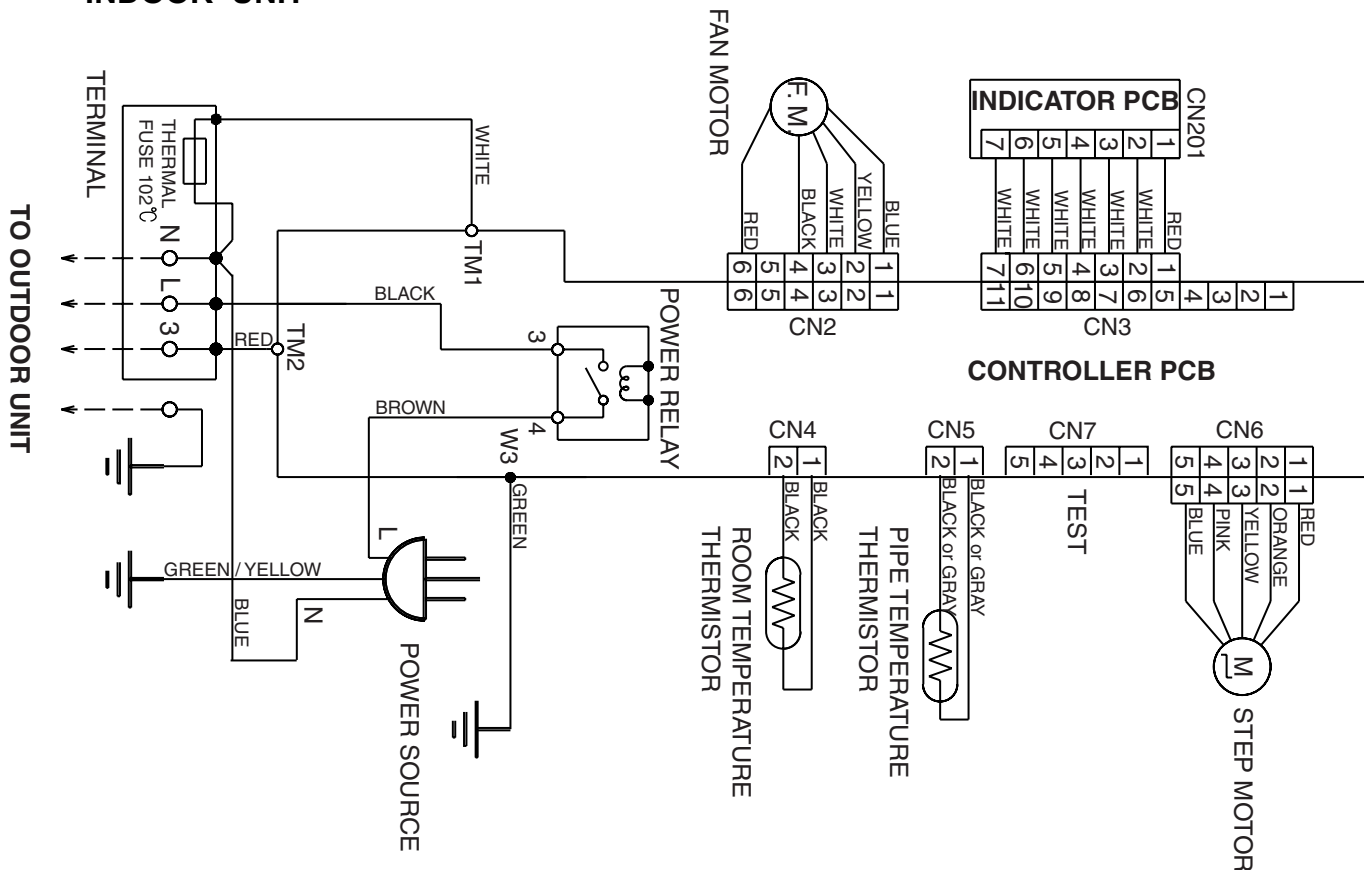 INDOOR UNIT
FAN MOTOR
F. M.
RED
BLACK
WHITE
YELLOW
BLUE
6 5 4 3 2 1
6 5 4 3 2 1
CN2
INDICATOR PCB
CN201
7 6 5 4 3 2 1
WHITE
WHITE
WHITE
WHITE
WHITE
WHITE
RED
7 6 5 4 3 2 1
11 10 9 8 7 6 5 4 3 2 1
CN3
CONTROLLER PCB
TERMINAL
THERMAL
FUSE 102℃
N
L
3
TO OUTDOOR UNIT
WHITE
TM1
BLACK
RED
TM2
POWER RELAY
3
4
BROWN
W3
GREEN
L
GREEN/YELLOW
N
BLUE
POWER SOURCE
CN4
2 1
BLACK
BLACK
ROOM TEMPERATURE
THERMISTOR
CN5
2 1
BLACK or GRAY
BLACK or GRAY
PIPE TEMPERATURE
THERMISTOR
CN7
5 4 3 2 1
TEST
CN6
5 4 3 2 1
5 4 3 2 1
BLUE
PINK
YELLOW
ORANGE
RED
M
STEP MOTOR